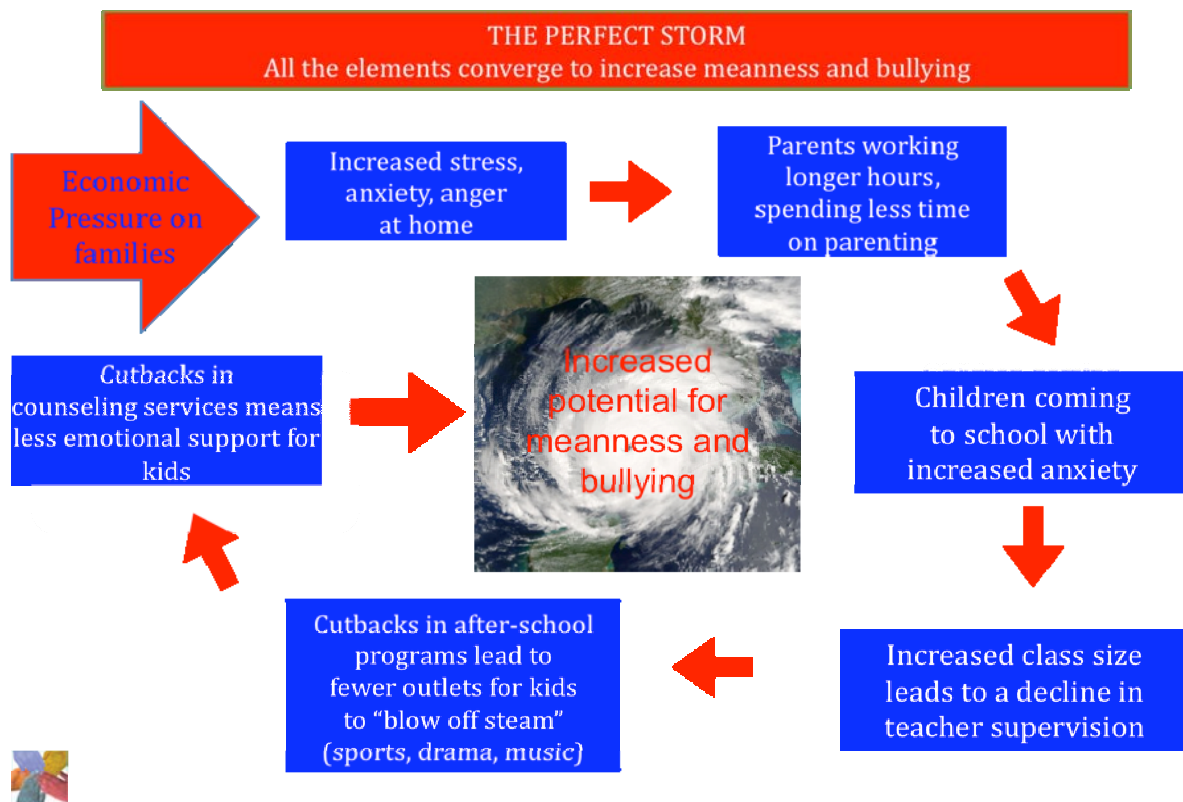 THE PERFECT STORM
All the elements converge to increase meanness and bullying
Economic
Pressure on
families
Increased stress,
anxiety, anger
at home
Parents working
longer hours,
spending less time
on parenting
Children coming
to school with
increased anxiety
Increased class size
leads to a decline in
teacher supervision
Cutbacks in after-school
programs lead to
fewer outlets for kids
to “blow off steam”
(sports, drama, music)
Cutbacks in
counseling services means
less emotional support for
kids
Increased
potential for
meanness and
bullying